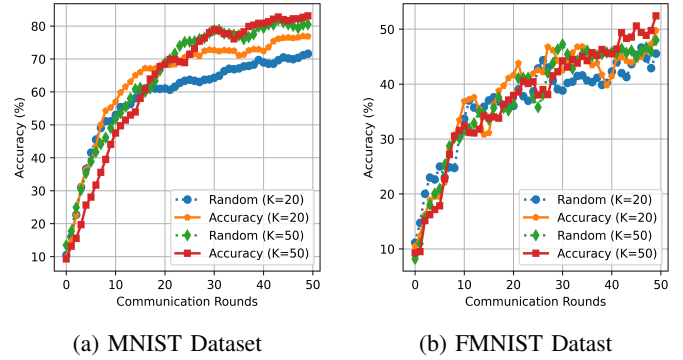 80
70
60
50
40
30
20
10
Accuracy (%)
Random (K=20)
Accuracy (K=20)
Random (K=50)
Accuracy (K=50)
0 10 20 30 40 50
Communication Rounds
(a) MNIST Dataset
50
40
30
20
10
Accuracy (%)
Random (K=20)
Accuracy (K=20)
Random (K=50)
Accuracy (K=50)
0 10 20 30 40 50
Communication Rounds
(b) FMNIST Datast